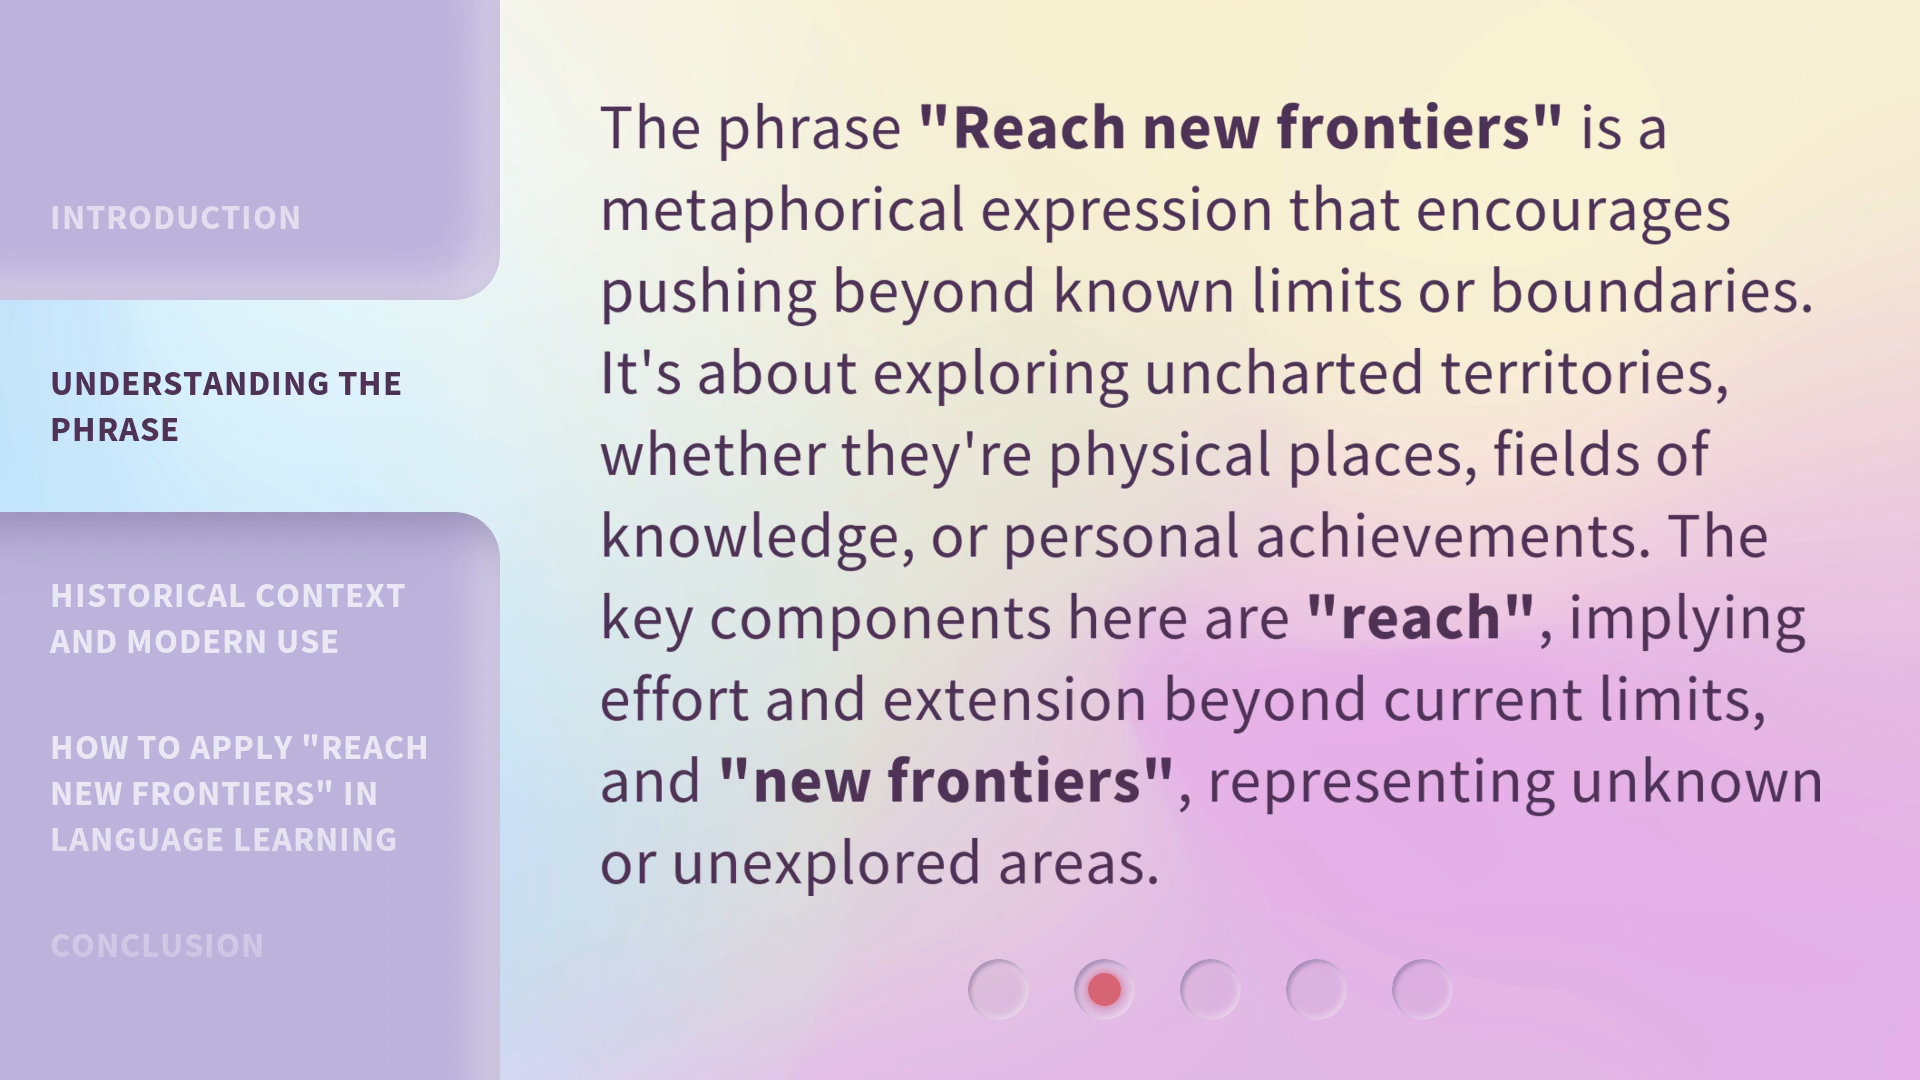 INTRODUCTION
UNDERSTANDING THE
PHRASE
HISTORICAL CONTEXT
AND MODERN USE
HOW TO APPLY "REACH
NEW FRONTIERS" IN
LANGUAGE LEARNING
CONCLUSION
The phrase "Reach new frontiers" is a
metaphorical expression that encourages
pushing beyond known limits or boundaries.
It's about exploring uncharted territories,
whether they're physical places, fields of
knowledge, or personal achievements. The
key components here are "reach", implying
effort and extension beyond current limits,
and "new frontiers", representing unknown
or unexplored areas.